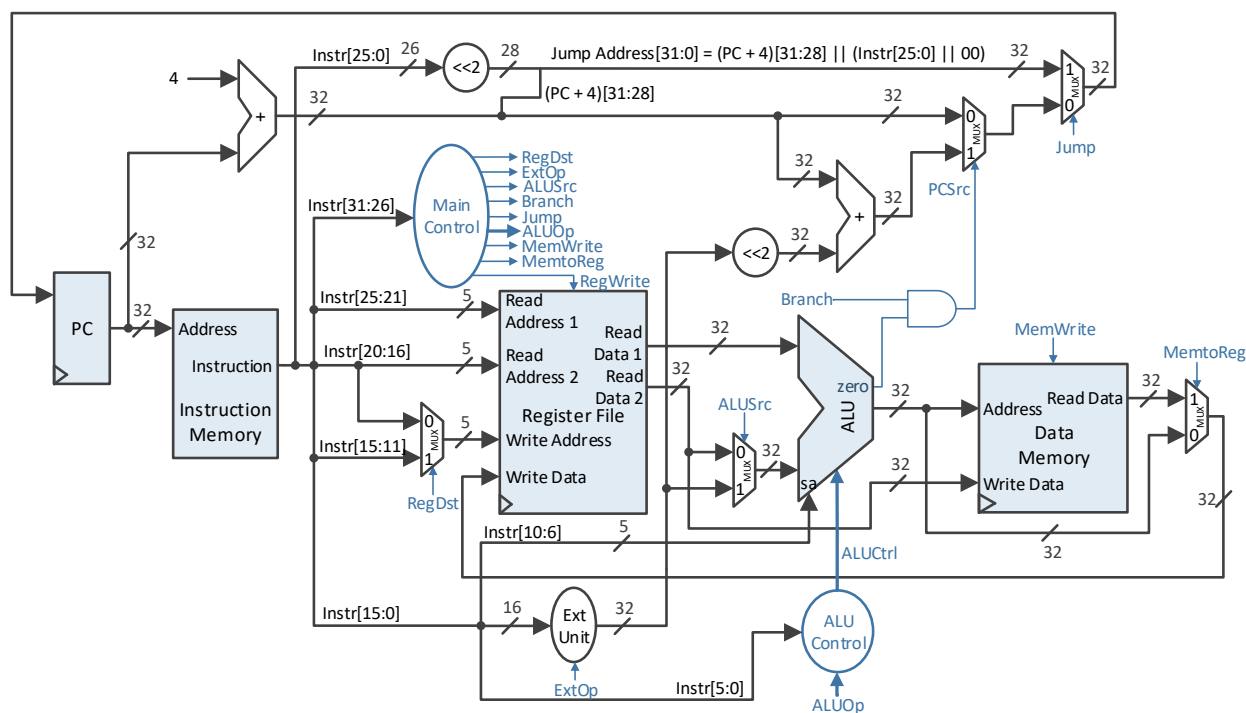 Instr[25:0]
26
<<2
28
Jump Address[31:0] = (PC + 4)[31:28] || (Instr[25:0] || 00)
32
1
MUX
0
32
Jump
4
+
32
(PC + 4)[31:28]
32
0
MUX
1
PCSrc
32
+
32
<<2
32
Main
Control
RegDst
ExtOp
ALUSrc
Branch
Jump
ALUOp
MemWrite
MemtoReg
RegWrite
Instr[31:26]
32
PC
32
Address
Instruction
Instruction
Memory
Instr[25:21]
5
Instr[20:16]
5
Instr[15:11]
0
MUX
1
5
RegDst
Read
Address 1
Read
Data 1
Read
Address 2
Read
Data 2
Register File
Write Address
Write Data
32
32
ALUSrc
0
MUX
1
32
Branch
zero
ALU
sa
32
MemWrite
Address
Read Data
Data
Memory
Write Data
32
32
32
MemtoReg
1
MUX
0
32
Instr[10:6]
5
ALUCtrl
Instr[15:0]
16
Ext
Unit
32
ExtOp
ALU
Control
Instr[5:0]
ALUOp